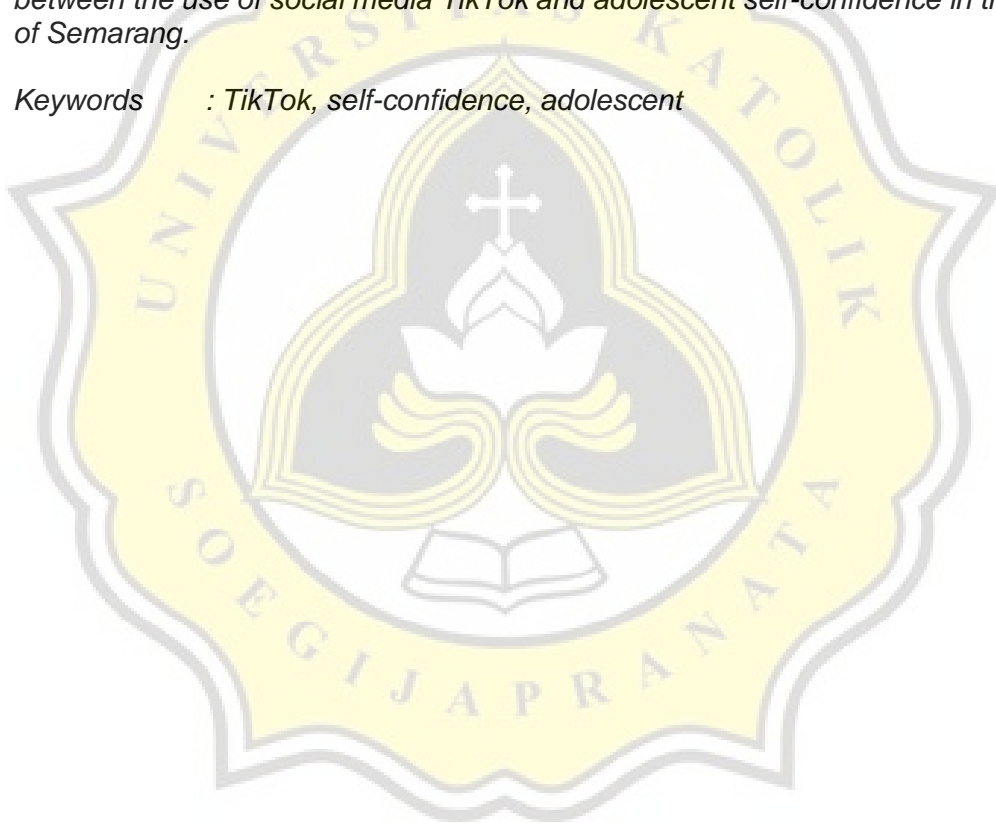 between the use of social media TikTok and adolescent self-confidence in
of Semarang.
Keywords : TikTok, self-confidence, adolescent
UNIVERSITAS KATOLIK
SOEGIJAPRANATA